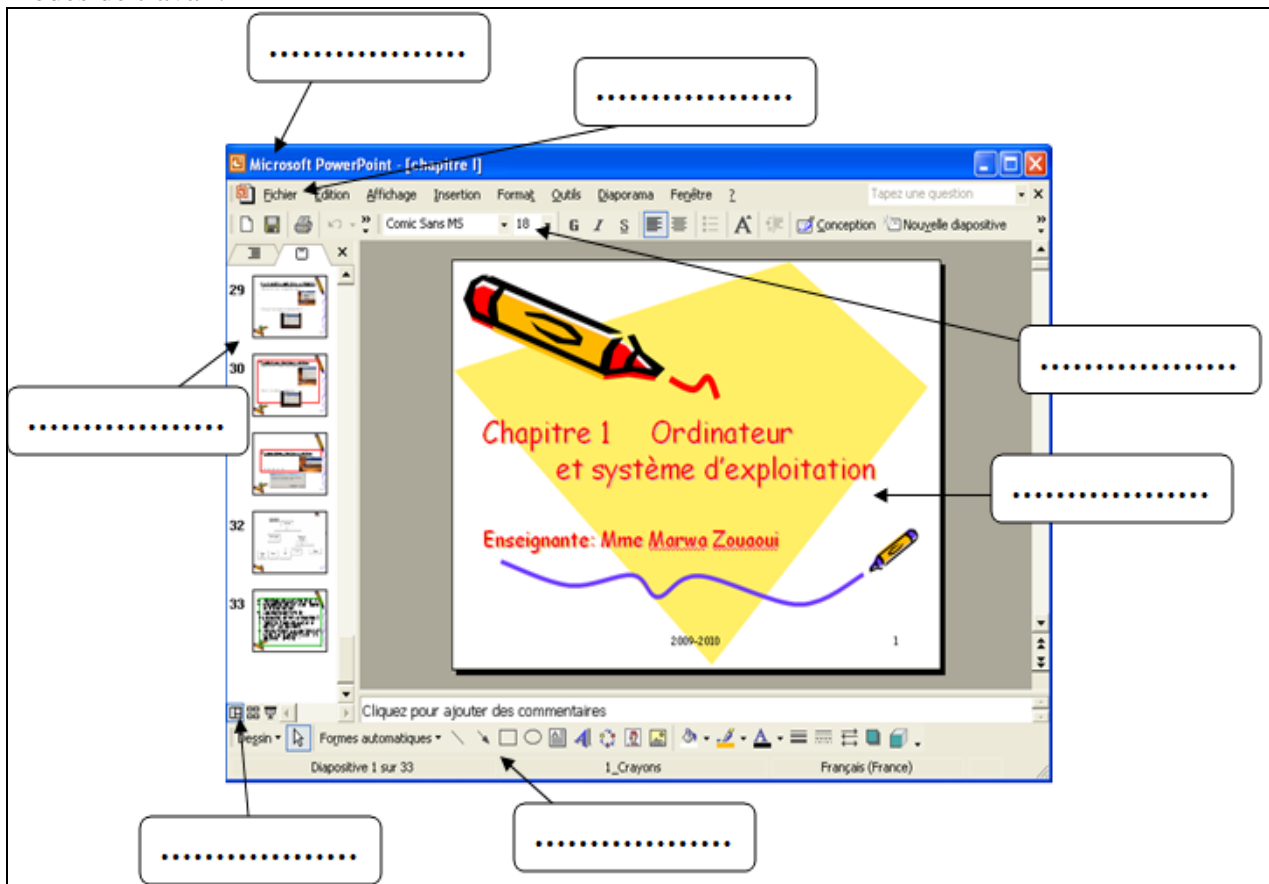 ..................
..................
Microsoft PowerPoint - [chapitre I]
Fichier Edition Affichage Insertion Format Outils Diaporama Fenêtre ? Tapez une question
Comic Sans MS 18 G I S Conception Nouvelle diapositive
29
30
32
33
Chapitre 1 Ordinateur
et système d'exploitation
Enseignante: Mme Marwa Zouaoui
2009-2010 1
..................
..................
..................
Cliquez pour ajouter des commentaires
Dessin Formes automatiques
Diapositive 1 sur 33 1_Crayons Français (France)
..................
..................